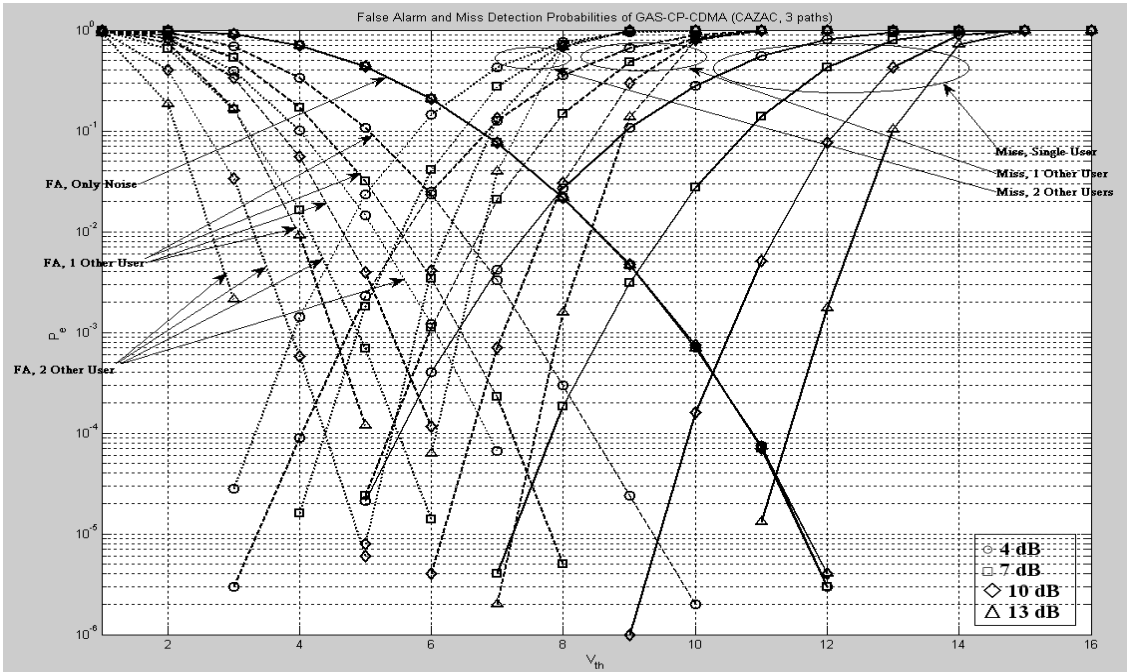 False Alarm and Miss Detection Probabilities of GAS-CP-CDMA (CAZAC, 3 paths)
10^0
10^-1
10^-2
10^-3
10^-4
10^-5
10^-6
P_e
FA, Only Noise
FA, 1 Other User
FA, 2 Other User
Miss, Single User
Miss, 1 Other User
Miss, 2 Other Users
4 dB
7 dB
10 dB
13 dB
2 4 6 8 10 12 14 16
V_th